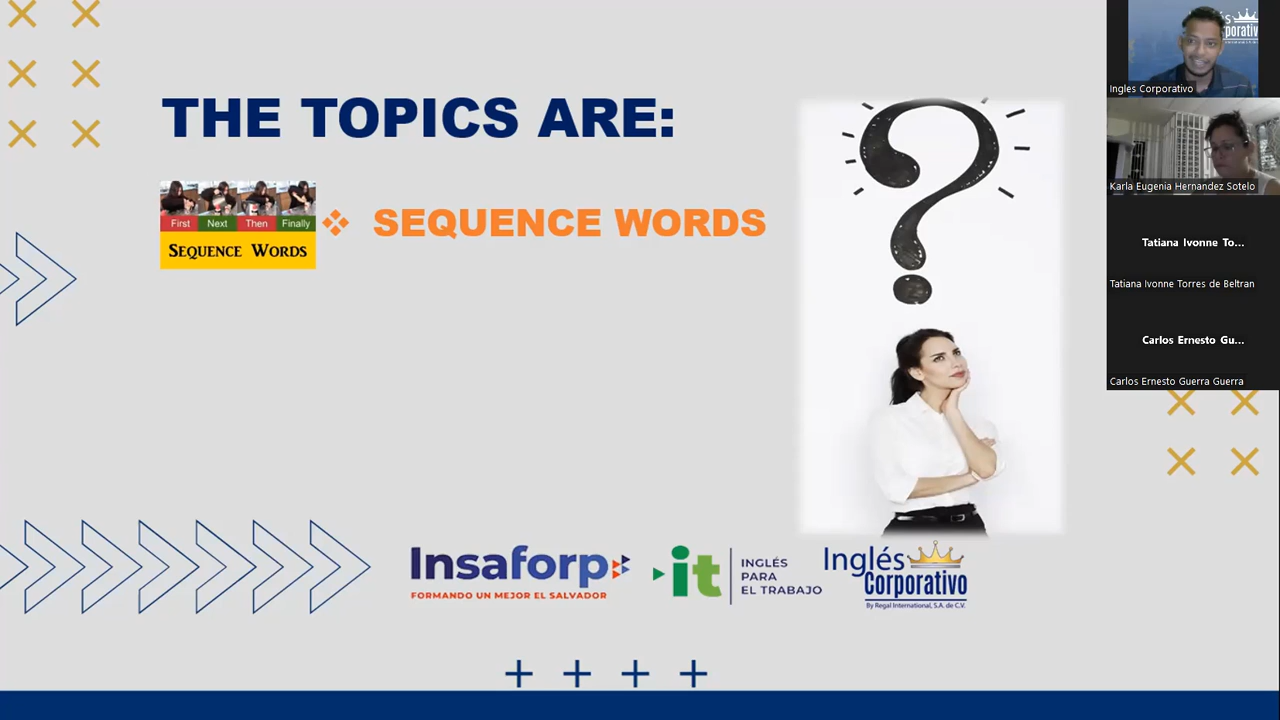 THE TOPICS ARE:
First Next Then Finally
SEQUENCE WORDS
❖ SEQUENCE WORDS
Insaforp
FORMANDO UN MEJOR EL SALVADOR
it
INGLÉS
PARA
EL TRABAJO
Inglés
Corporativo
By Regal International, S.A. de C.V.
Ingles Corporativo
Karla Eugenia Hernandez Sotelo
Tatiana Ivonne To...
Tatiana Ivonne Torres de Beltran
Carlos Ernesto Gu...
Carlos Ernesto Guerra Guerra